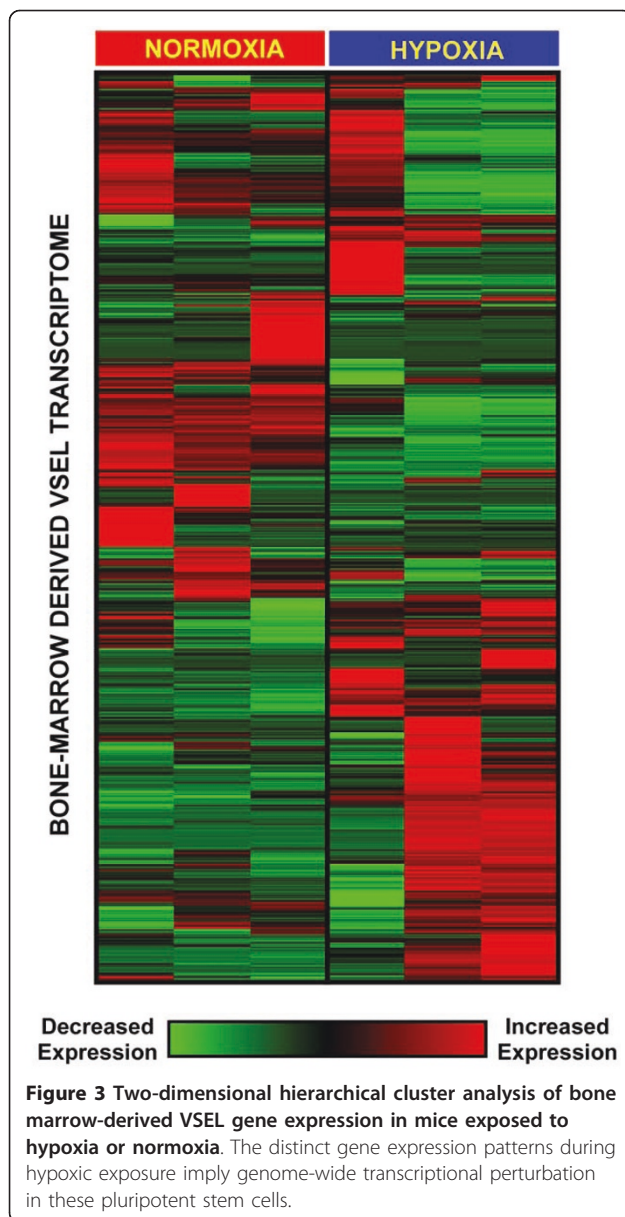 NORMOXIA HYPOXIA
BONE-MARROW DERIVED VSEL TRANSCRIPTOME
Decreased Expression
Increased Expression
Figure 3 Two-dimensional hierarchical cluster analysis of bone
marrow-derived VSEL gene expression in mice exposed to
hypoxia or normoxia. The distinct gene expression patterns during
hypoxic exposure imply genome-wide transcriptional perturbation
in these pluripotent stem cells.